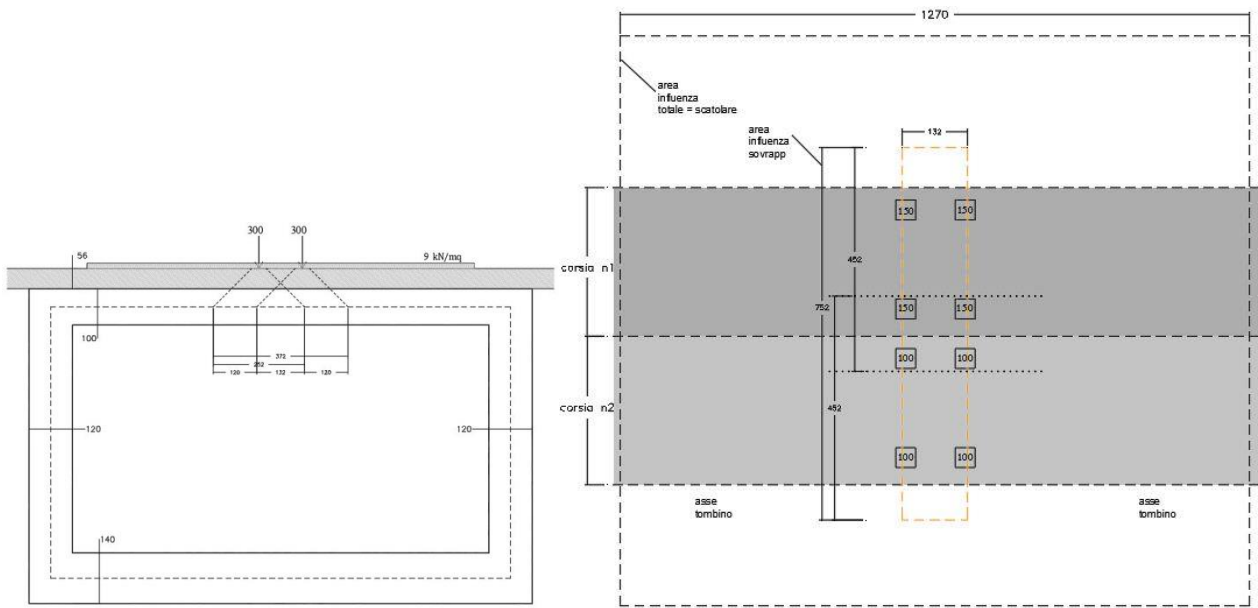 300
300
9 kN/mq
56
100
372
252
120
132
120
120
120
140
1270
area
influenza
totale = scatolare
area
influenza
sovrapp
132
150
150
corsia n1
452
752
150
150
100
100
corsia n2
452
100
100
asse
tombino
asse
tombino